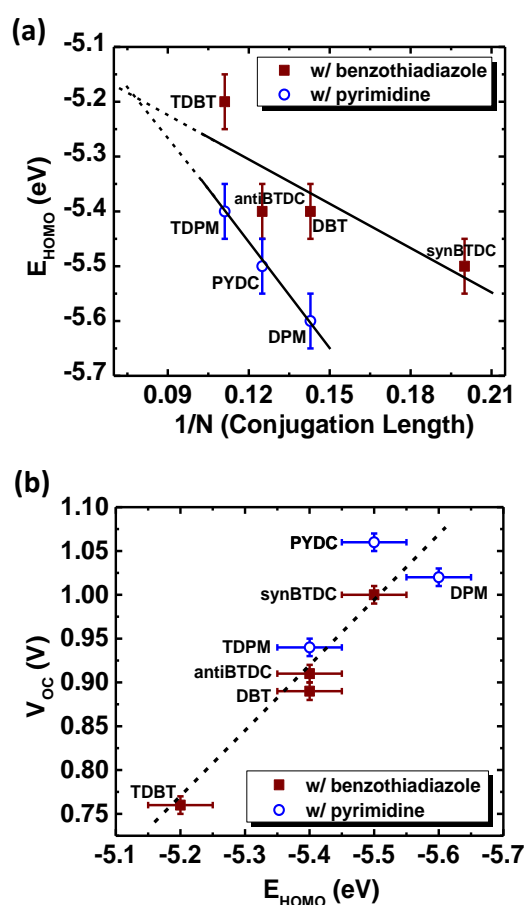 (a)
-5.1
-5.2
-5.3
-5.4
-5.5
-5.6
-5.7
E_HOMO (eV)
w/ benzothiadiazole
w/ pyrimidine
TDBT
antiBTDC
DBT
synBTDC
TDPM
PYDC
DPM
0.09 0.12 0.15 0.18 0.21
1/N (Conjugation Length)
(b)
1.10
1.05
1.00
0.95
0.90
0.85
0.80
0.75
V_OC (V)
PYDC
synBTDC
DPM
TDPM
antiBTDC
DBT
TDBT
w/ benzothiadiazole
w/ pyrimidine
-5.1 -5.2 -5.3 -5.4 -5.5 -5.6 -5.7
E_HOMO (eV)